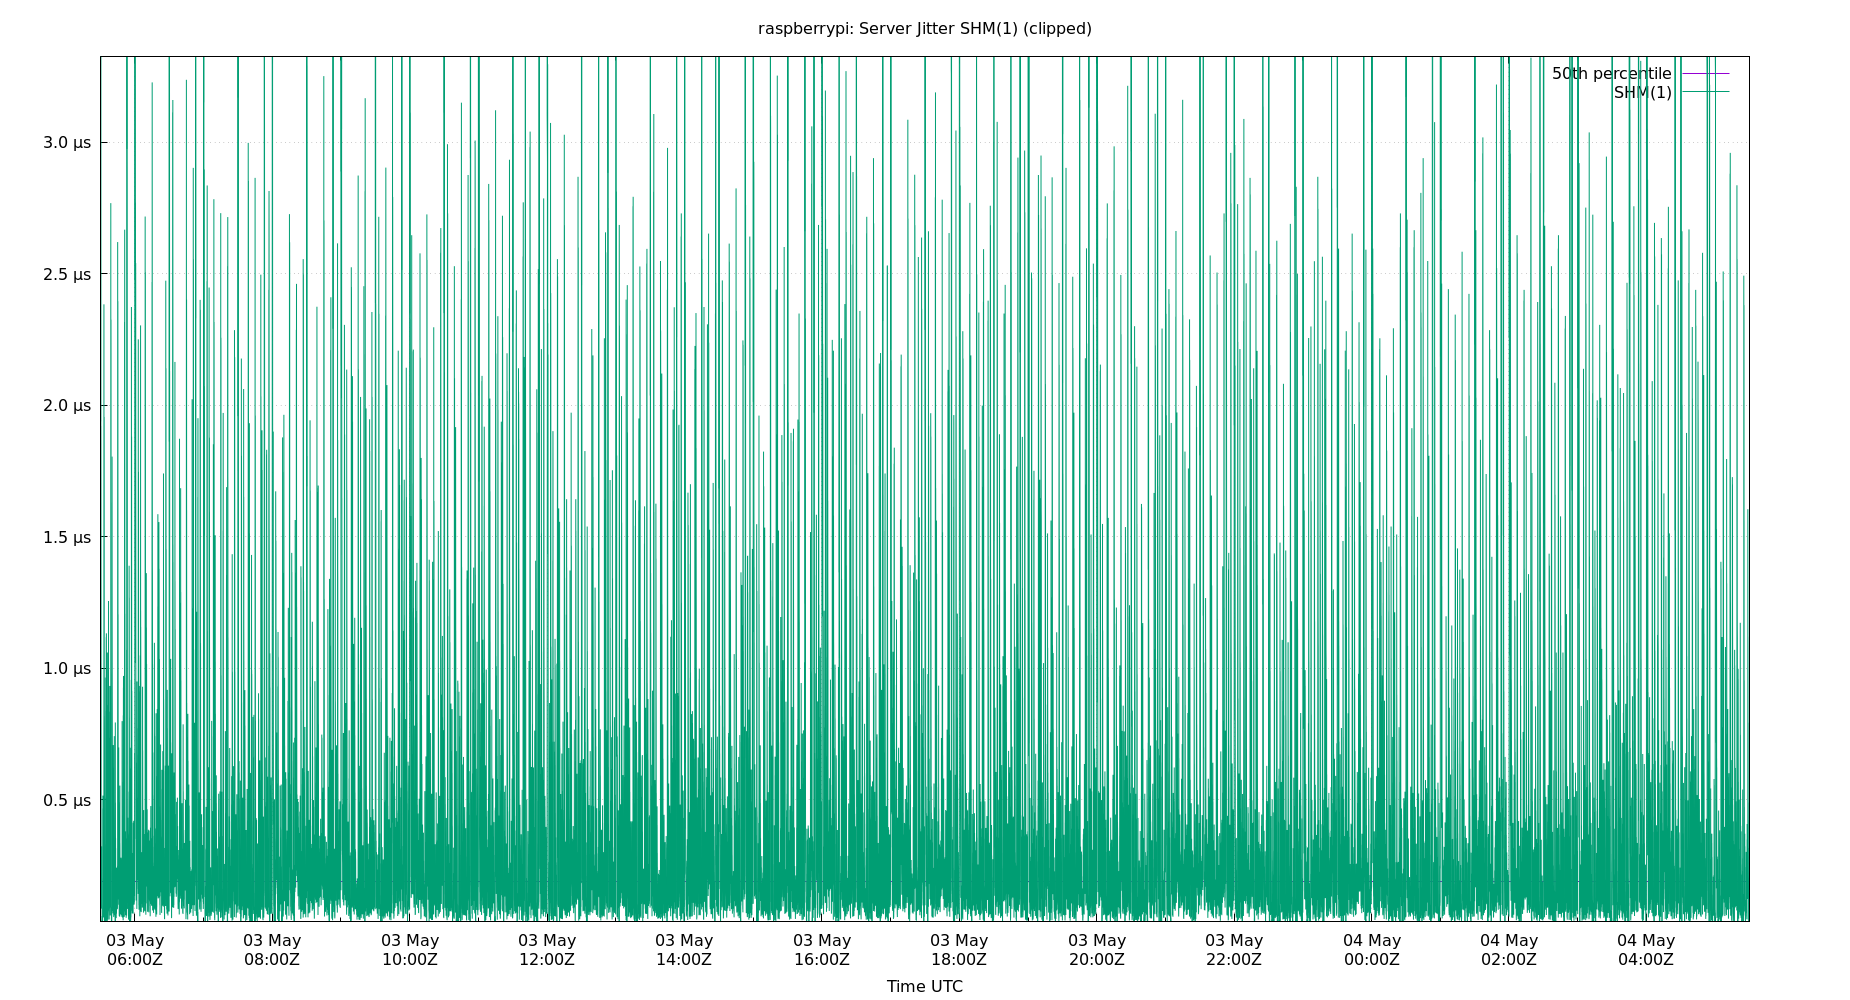 raspberrypi: Server Jitter SHM(1) (clipped)
50th percentile
SHM(1)
3.0 µs
2.5 µs
2.0 µs
1.5 µs
1.0 µs
0.5 µs
03 May 03 May 03 May 03 May 03 May 03 May 03 May 03 May 03 May 04 May 04 May 04 May
06:00Z 08:00Z 10:00Z 12:00Z 14:00Z 16:00Z 18:00Z 20:00Z 22:00Z 00:00Z 02:00Z 04:00Z
Time UTC